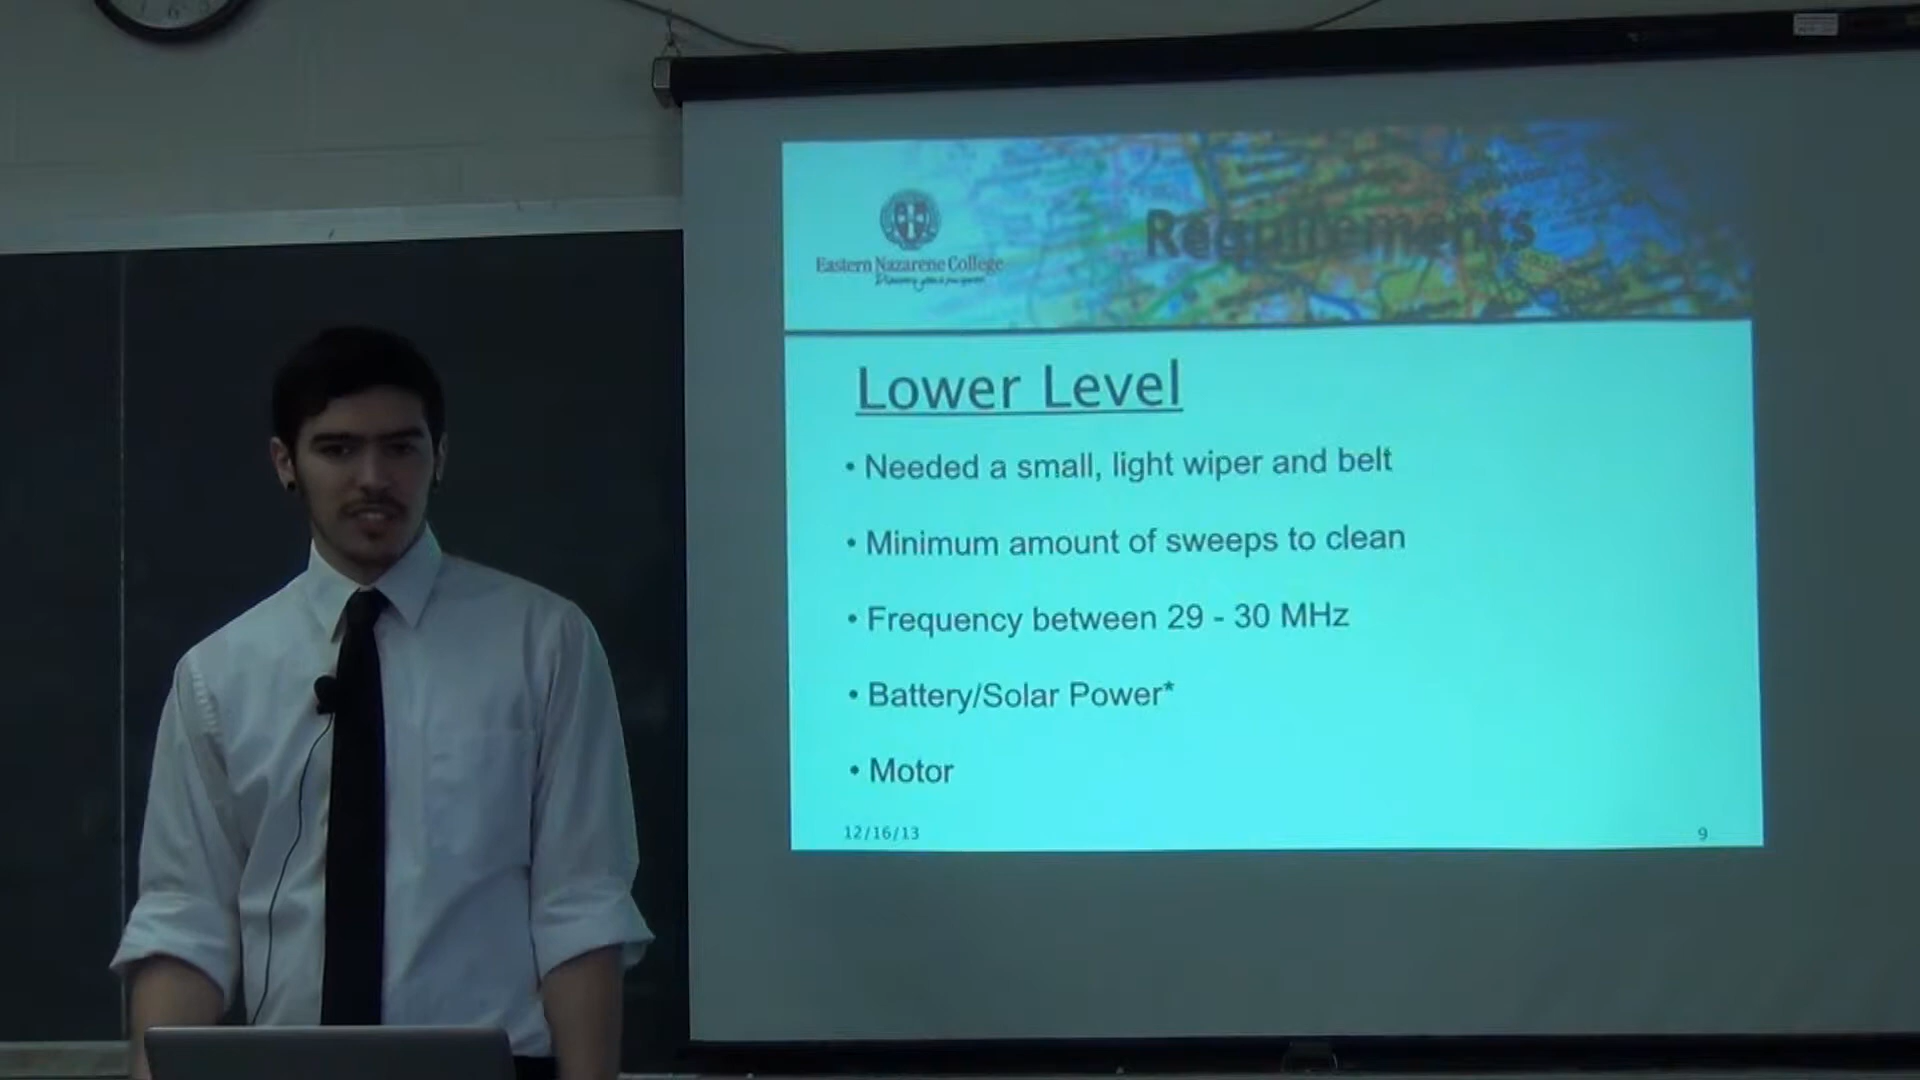 Requirements
Eastern Nazarene College
Lower Level
• Needed a small, light wiper and belt
• Minimum amount of sweeps to clean
• Frequency between 29 - 30 MHz
• Battery/Solar Power*
• Motor
12/16/13
9